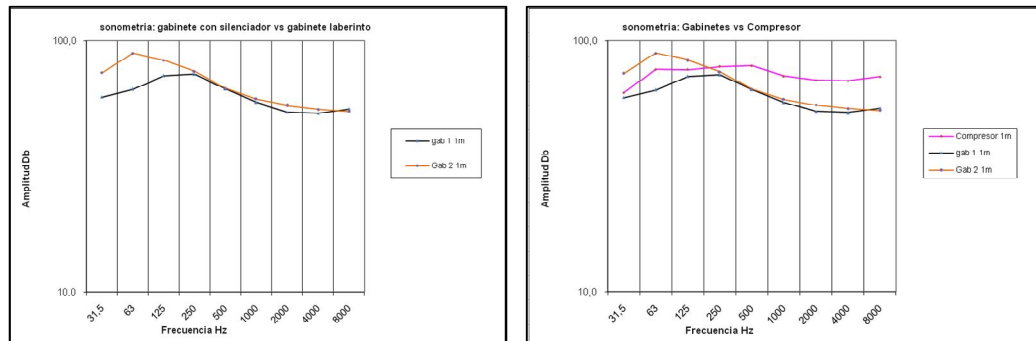 sonometria: gabinete con silenciador vs gabinete laberinto
100,0
10,0
Amplitud Db
31,5 63 125 250 500 1000 2000 4000 8000
Frecuencia Hz
gab 1 1m
Gab 2 1m
sonometria: Gabinetes vs Compresor
100,0
10,0
Amplitud Db
31,5 63 125 250 500 1000 2000 4000 8000
Frecuencia Hz
Compresor 1m
gab 1 1m
Gab 2 1m